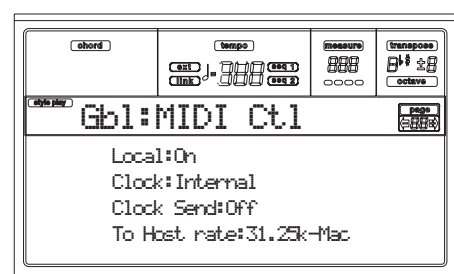 chord tempo measure transpose
ext seq 1
link seq 2
octave
style play page
Gbl:MIDI Ctl
Local:On
Clock:Internal
Clock Send:Off
To Host rate:31.25k-Mac